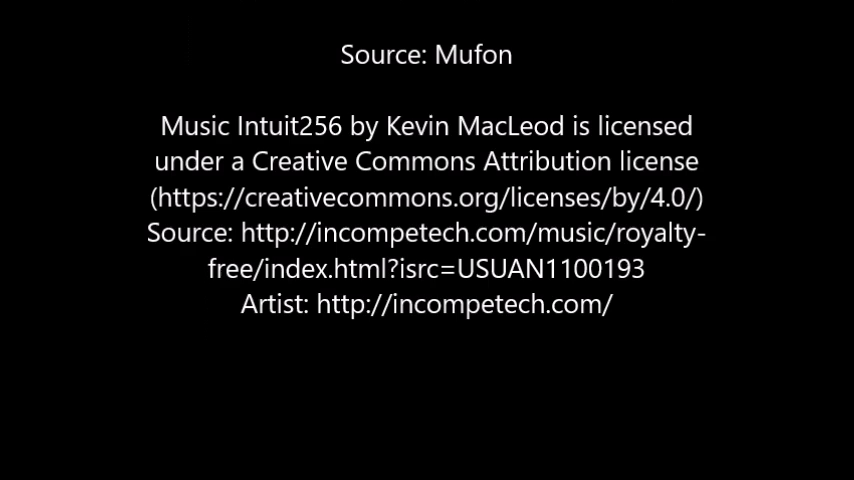 Source: Mufon
Music Intuit256 by Kevin MacLeod is licensed
under a Creative Commons Attribution license
(https://creativecommons.org/licenses/by/4.0/)
Source: http://incompetech.com/music/royalty-
free/index.html?isrc=USUAN1100193
Artist: http://incompetech.com/